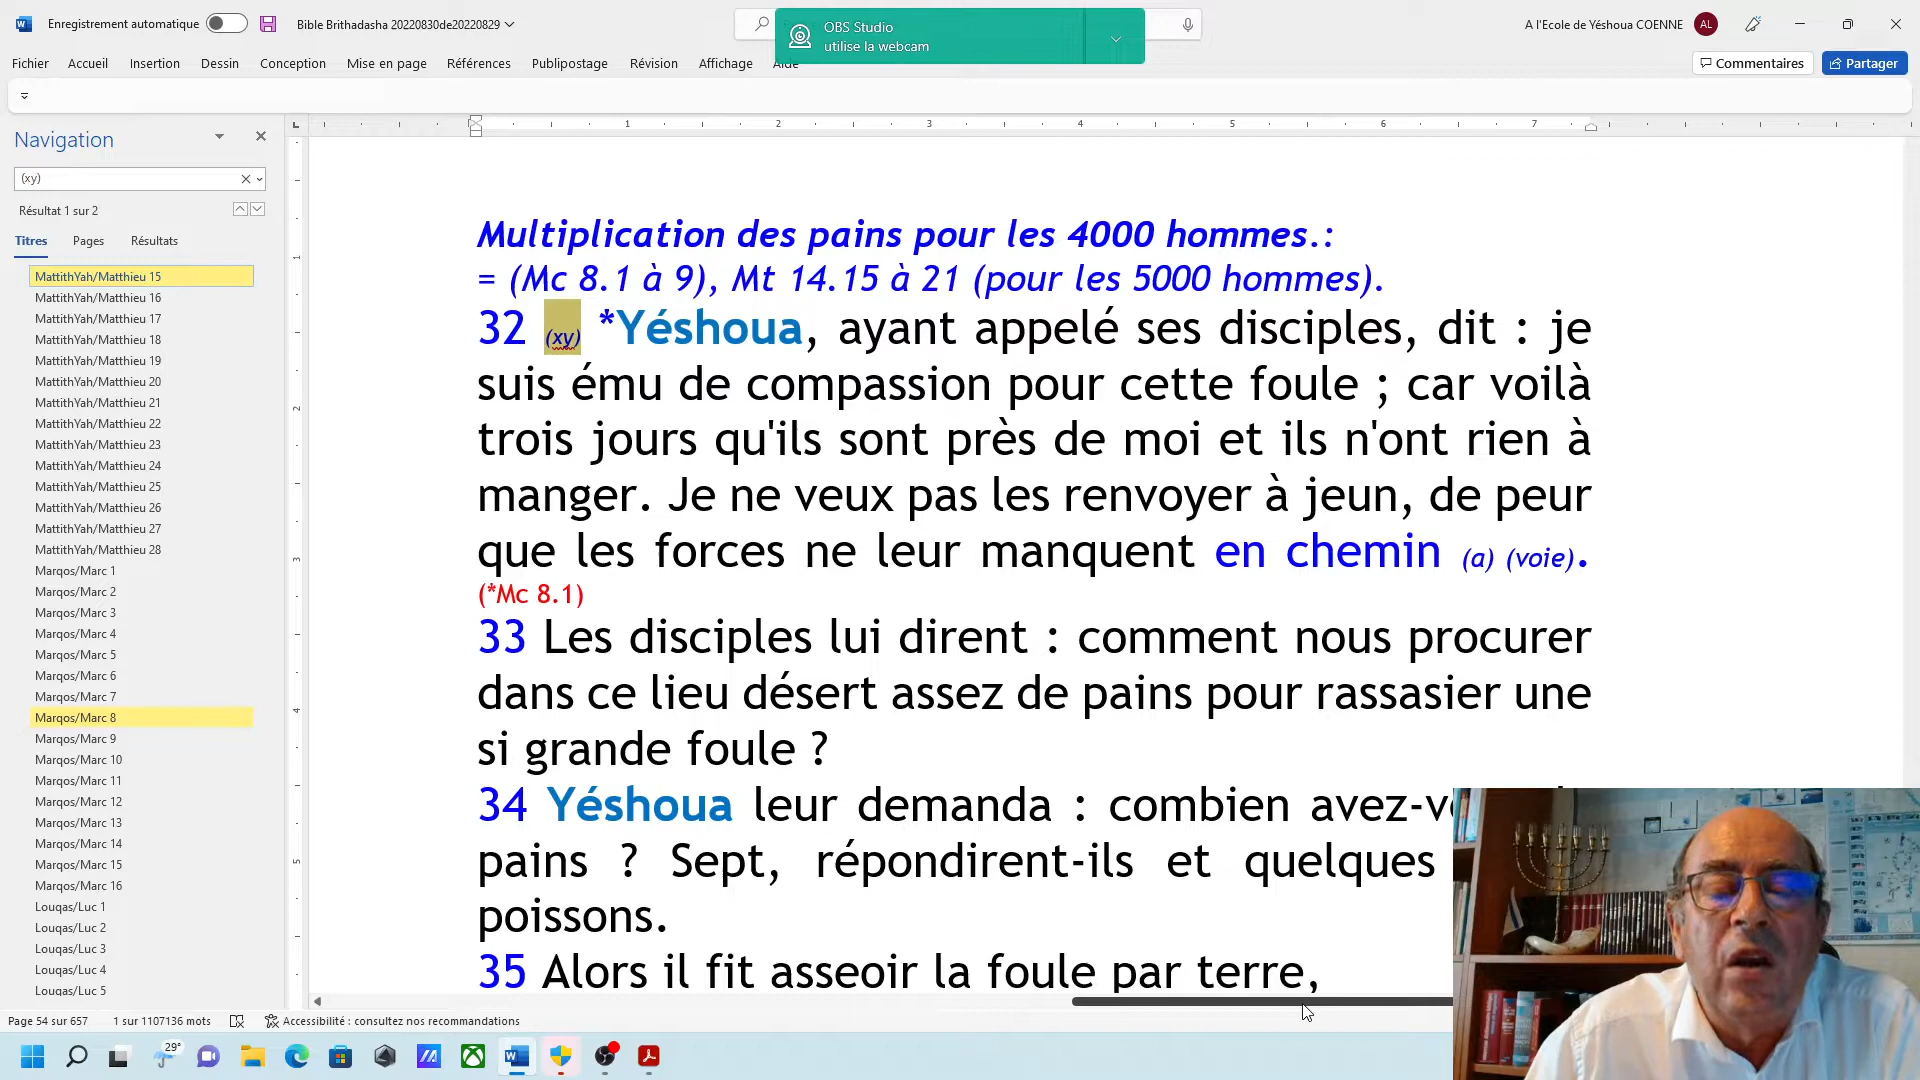 Enregistrement automatique
Bible Brithadasha 20220830de20220829
OBS Studio
utilise la webcam
A l'Ecole de Yéshoua COENNE
AL
Fichier Accueil Insertion Dessin Conception Mise en page Références Publipostage Révision Affichage Aide
Commentaires
Partager
Navigation
(xy)
Résultat 1 sur 2
Titres Pages Résultats
MattithYah/Matthieu 15
MattithYah/Matthieu 16
MattithYah/Matthieu 17
MattithYah/Matthieu 18
MattithYah/Matthieu 19
MattithYah/Matthieu 20
MattithYah/Matthieu 21
MattithYah/Matthieu 22
MattithYah/Matthieu 23
MattithYah/Matthieu 24
MattithYah/Matthieu 25
MattithYah/Matthieu 26
MattithYah/Matthieu 27
MattithYah/Matthieu 28
Marqos/Marc 1
Marqos/Marc 2
Marqos/Marc 3
Marqos/Marc 4
Marqos/Marc 5
Marqos/Marc 6
Marqos/Marc 7
Marqos/Marc 8
Marqos/Marc 9
Marqos/Marc 10
Marqos/Marc 11
Marqos/Marc 12
Marqos/Marc 13
Marqos/Marc 14
Marqos/Marc 15
Marqos/Marc 16
Louqas/Luc 1
Louqas/Luc 2
Louqas/Luc 3
Louqas/Luc 4
Louqas/Luc 5
1 2 3 4 5 6 7
1
2
3
4
5
Multiplication des pains pour les 4000 hommes.:
= (Mc 8.1 à 9), Mt 14.15 à 21 (pour les 5000 hommes).
32 (xy) *Yéshoua, ayant appelé ses disciples, dit : je
suis ému de compassion pour cette foule ; car voilà
trois jours qu'ils sont près de moi et ils n'ont rien à
manger. Je ne veux pas les renvoyer à jeun, de peur
que les forces ne leur manquent en chemin (a) (voie).
(*Mc 8.1)
33 Les disciples lui dirent : comment nous procurer
dans ce lieu désert assez de pains pour rassasier une
si grande foule ?
34 Yéshoua leur demanda : combien
pains ? Sept, répondirent-ils et quelques
poissons.
35 Alors il fit asseoir la foule par terre,
Page 54 sur 657 1 sur 1107136 mots Accessibilité : consultez nos recommandations
29°